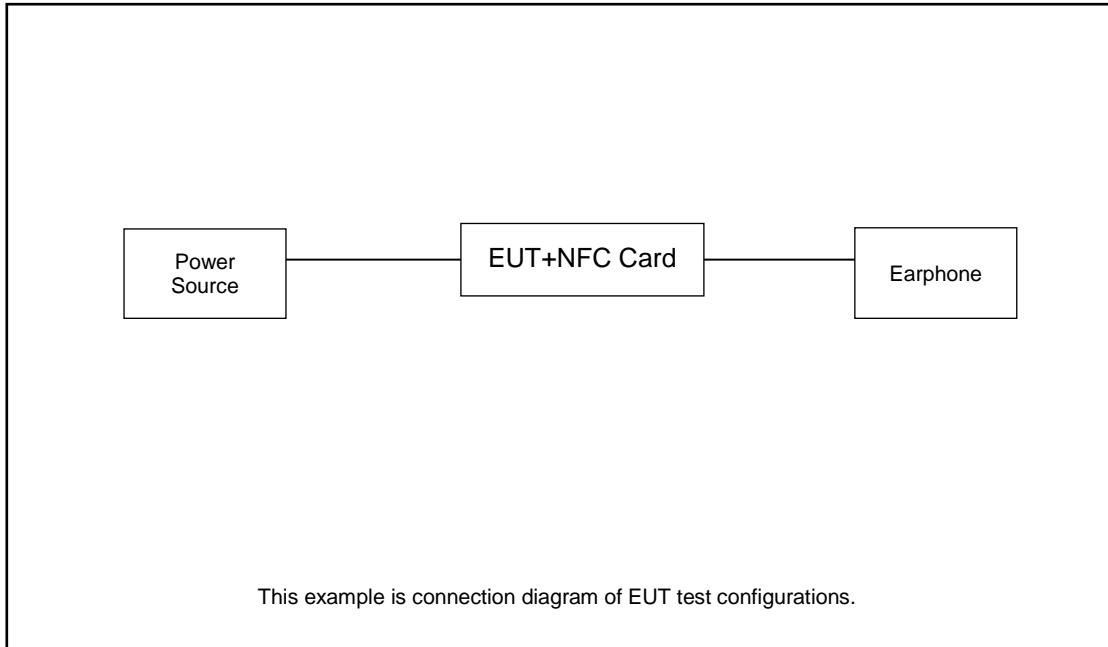 Power
Source
EUT+NFC Card
Earphone
This example is connection diagram of EUT test configurations.